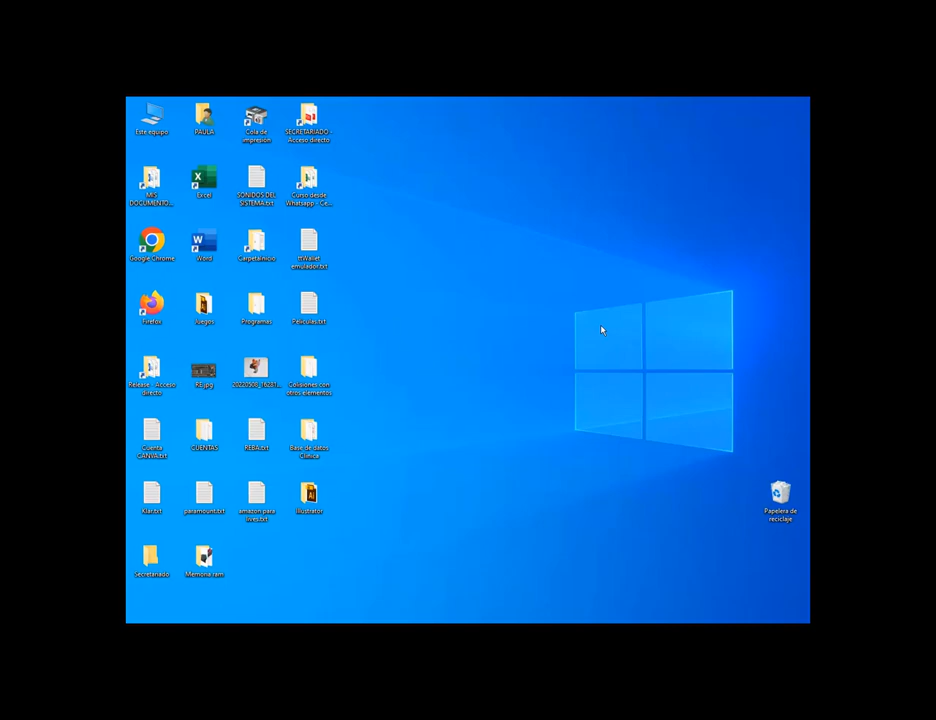 Este equipo
PAULA
Cola de
impresión
SECRETARIADO -
Acceso directo
MIS
DOCUMENTO...
Excel
SONIDOS DEL
SISTEMA.txt
Curso desde
Whatsapp - Ce...
Google Chrome
Word
CarpetaInicio
emulador.txt
Firefox
Juegos
Programas
Peliculas.txt
Release - Acceso
directo
RE.jpg
Colisiones con
otros elementos
Cuenta
CANVA.txt
CUENTAS
REBA.txt
Base de datos
Clínica
Klar.txt
paramount.txt
amazon para
Illustrator
Papelera de
reciclaje
Secretariado
Memoria ram